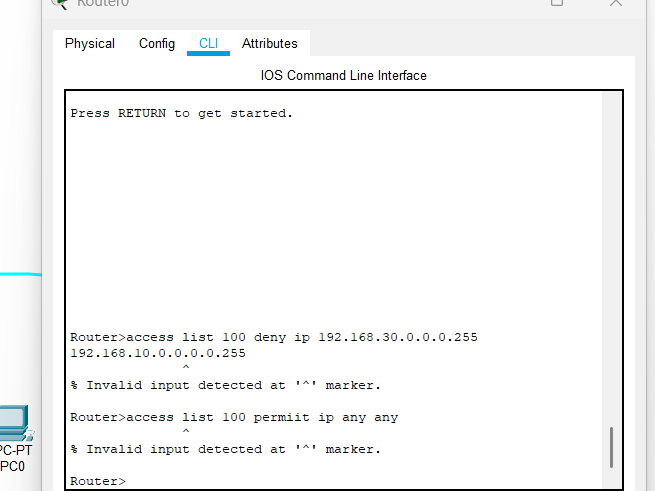 Router0
Physical Config CLI Attributes
IOS Command Line Interface
Press RETURN to get started.
Router>access list 100 deny ip 192.168.30.0.0.0.255
192.168.10.0.0.0.0.255
^
% Invalid input detected at '^' marker.
Router>access list 100 permiit ip any any
^
% Invalid input detected at '^' marker.
Router>
PC-PT
PC0